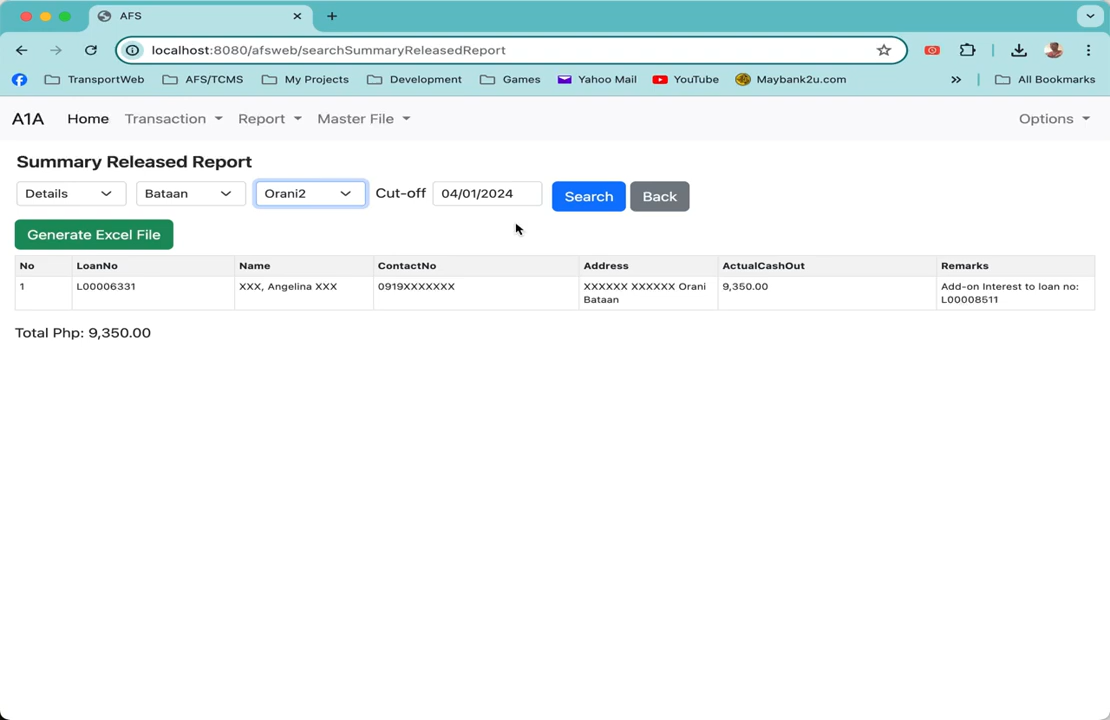 AFS
localhost:8080/afsweb/searchSummaryReleasedReport
TransportWeb AFS/TCMS My Projects Development Games Yahoo Mail YouTube Maybank2u.com » All Bookmarks
A1A Home Transaction Report Master File Options
Summary Released Report
Details Bataan Orani2 Cut-off 04/01/2024 Search Back
Generate Excel File
No LoanNo Name ContactNo Address ActualCashOut Remarks
1 L00006331 XXX, Angelina XXX 0919XXXXXXX XXXXXX XXXXXX Orani 9,350.00 Add-on Interest to loan no:
Bataan L00008511
Total Php: 9,350.00